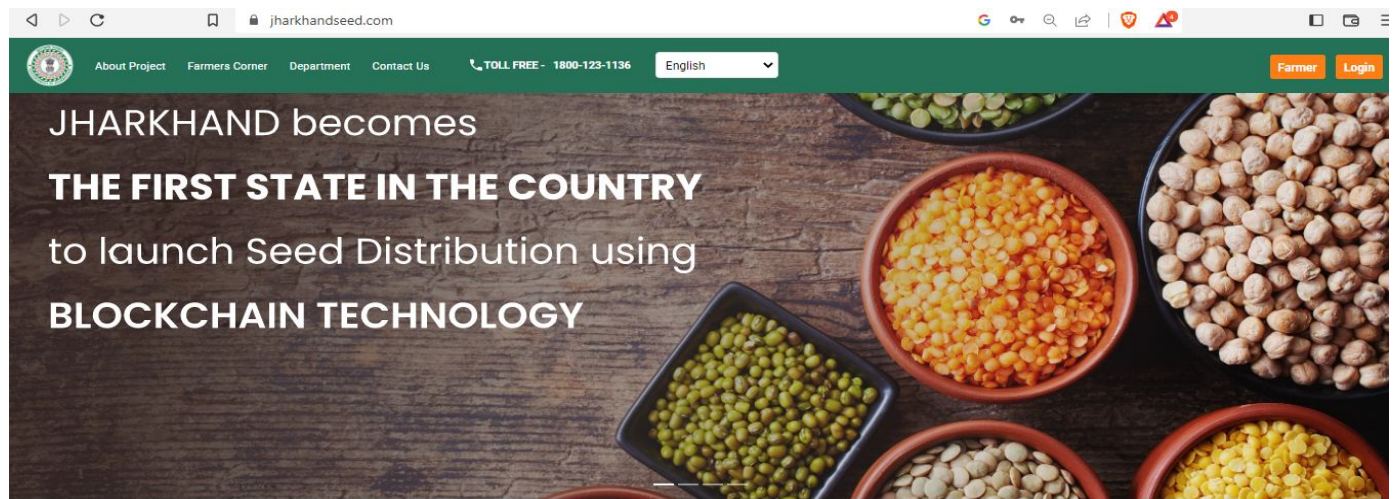 jharkhandseed.com
4
About Project Farmers Corner Department Contact Us TOLL FREE - 1800-123-1136 English Farmer Login
JHARKHAND becomes
THE FIRST STATE IN THE COUNTRY
to launch Seed Distribution using
BLOCKCHAIN TECHNOLOGY